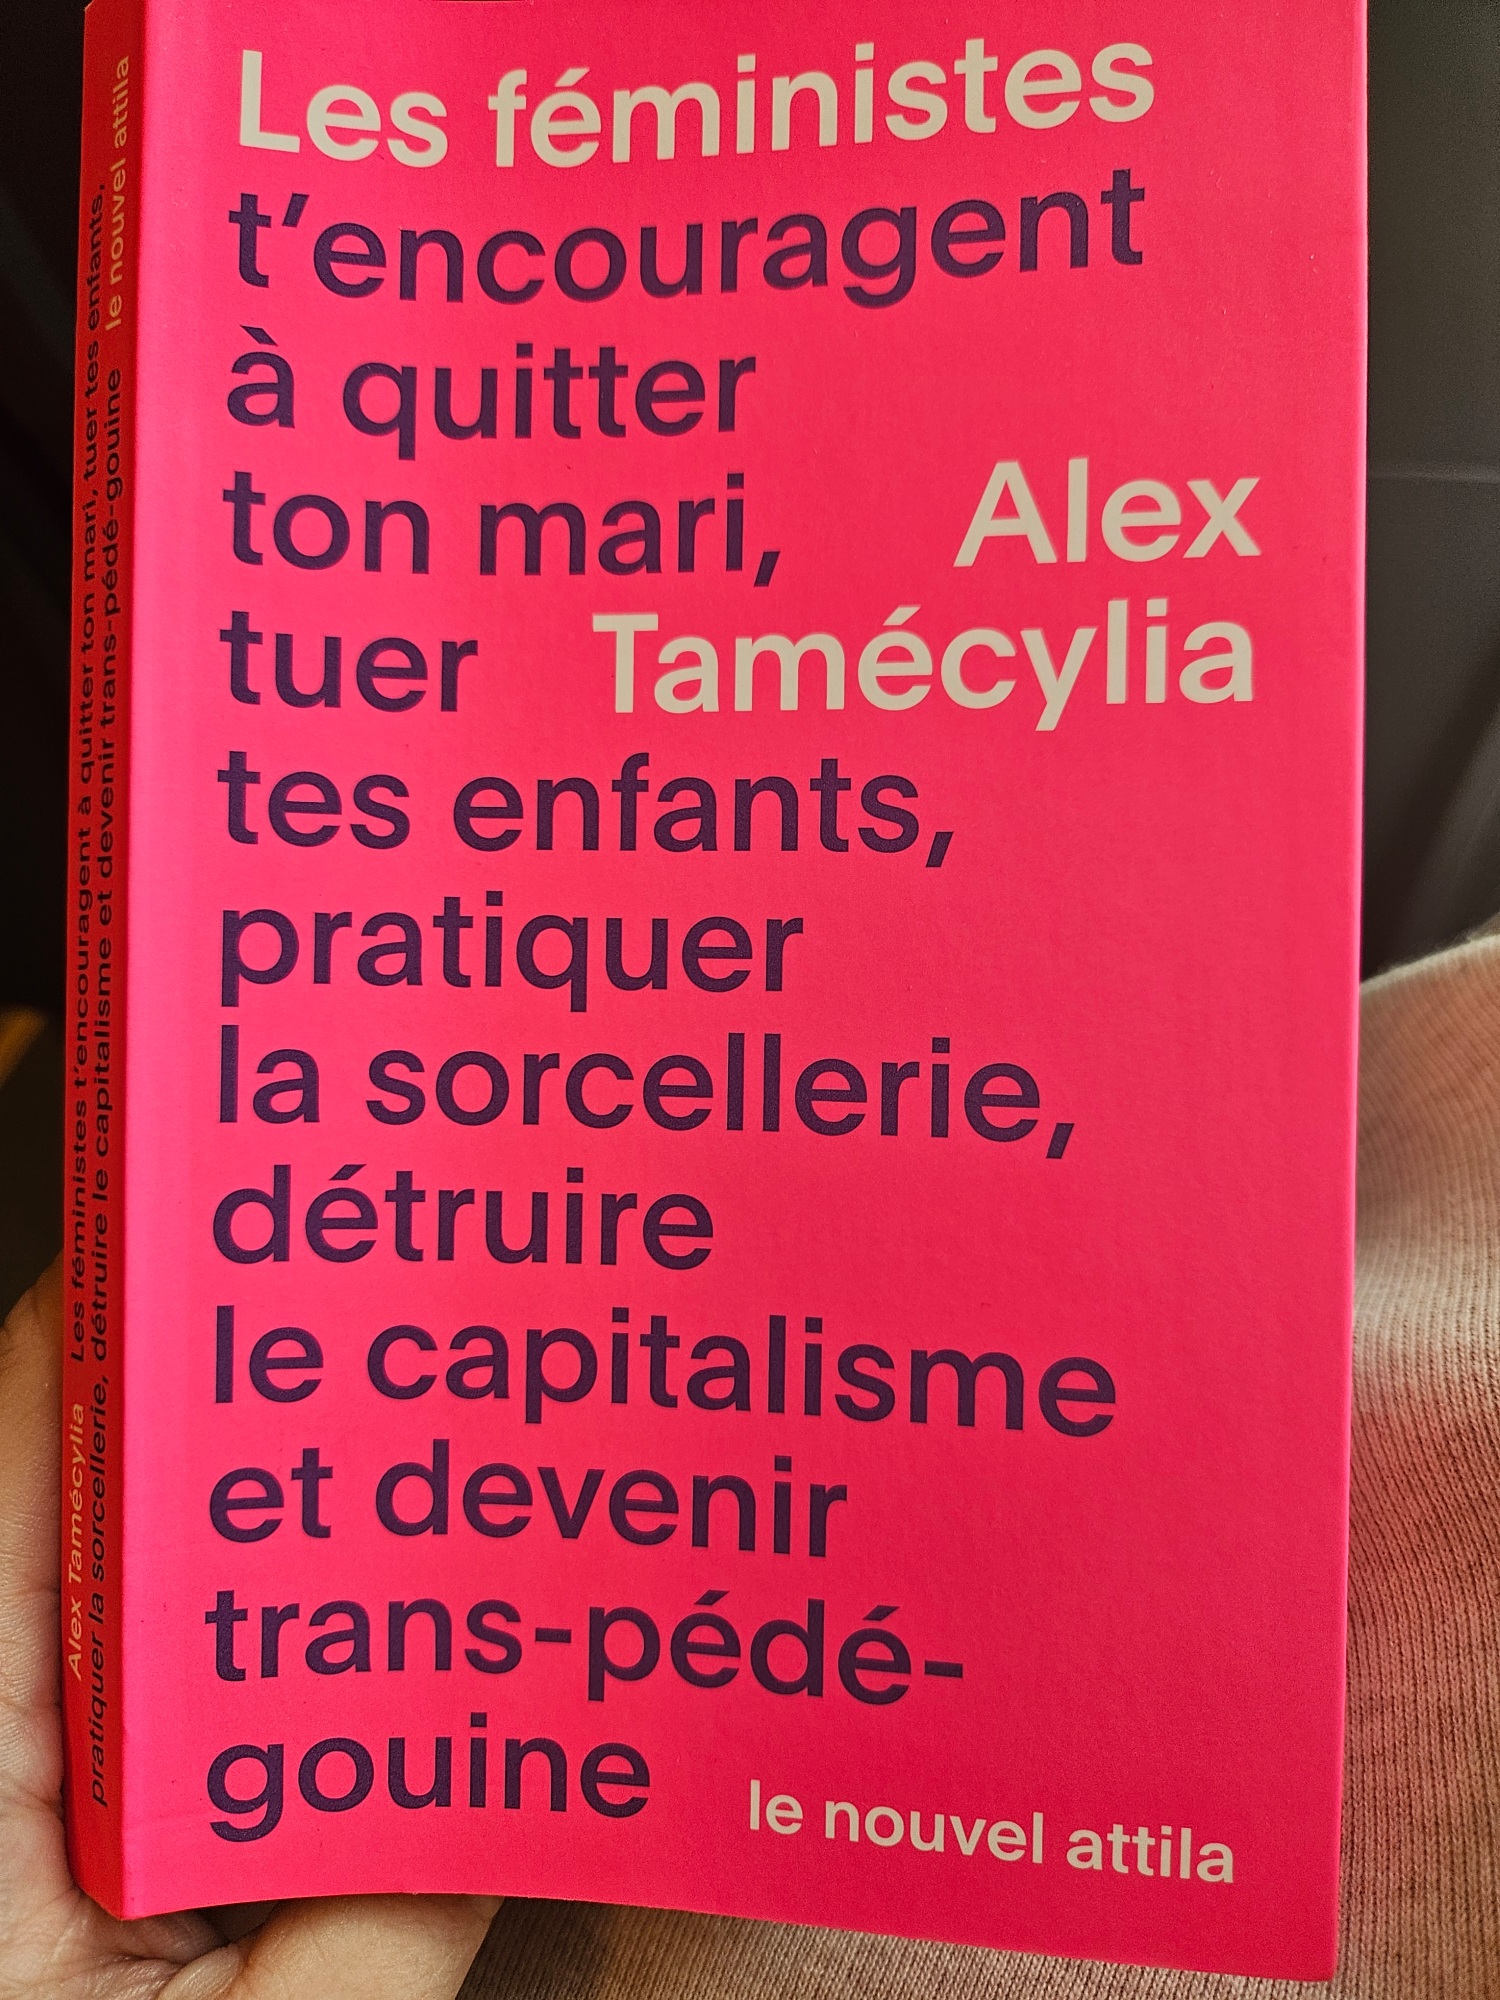 Les féministes
t'encouragent
à quitter
ton mari,
tuer
tes enfants,
pratiquer
la sorcellerie,
détruire
le capitalisme
et devenir
trans-pédé-
gouine
Alex
Tamécylia
le nouvel attila
Alex Tamécylia Les féministes t'encouragent à quitter ton mari, tuer tes enfants,
pratiquer la sorcellerie, détruire le capitalisme et devenir trans-pédé-gouine le nouvel attila